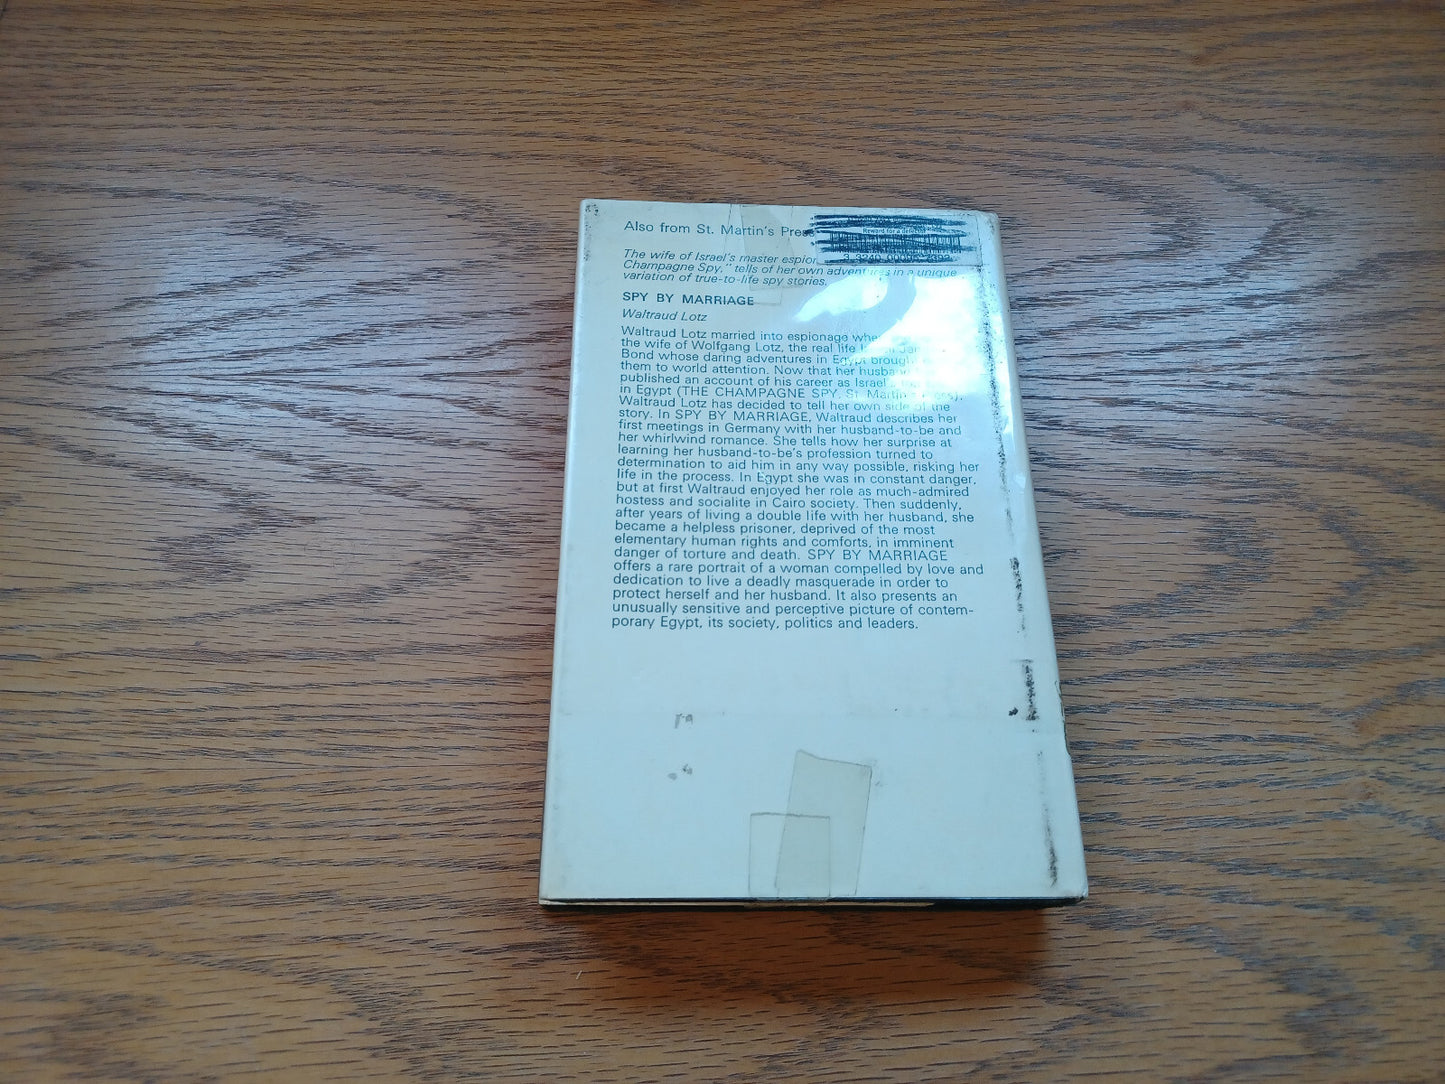 Also from St. Martin's Press
The wife of Israel's master espion
Champagne Spy," tells of her own adventures in a unique
variation of true-to-life spy stories.
SPY BY MARRIAGE
Waltraud Lotz
Waltraud Lotz married into espionage whe
the wife of Wolfgang Lotz, the real life
Bond whose daring adventures in Egypt brough
them to world attention. Now that her husband
published an account of his career as Israel's
in Egypt (THE CHAMPAGNE SPY, St. Martin's Press),
Waltraud Lotz has decided to tell her own side of the
story. In SPY BY MARRIAGE, Waltraud describes her
first meetings in Germany with her husband-to-be and
her whirlwind romance. She tells how her surprise at
learning her husband-to-be's profession turned to
determination to aid him in any way possible, risking her
life in the process. In Egypt she was in constant danger,
but at first Waltraud enjoyed her role as much-admired
hostess and socialite in Cairo society. Then suddenly,
after years of living a double life with her husband, she
became a helpless prisoner, deprived of the most
elementary human rights and comforts, in imminent
danger of torture and death. SPY BY MARRIAGE
offers a rare portrait of a woman compelled by love and
dedication to live a deadly masquerade in order to
protect herself and her husband. It also presents an
unusually sensitive and perceptive picture of contem-
porary Egypt, its society, politics and leaders.